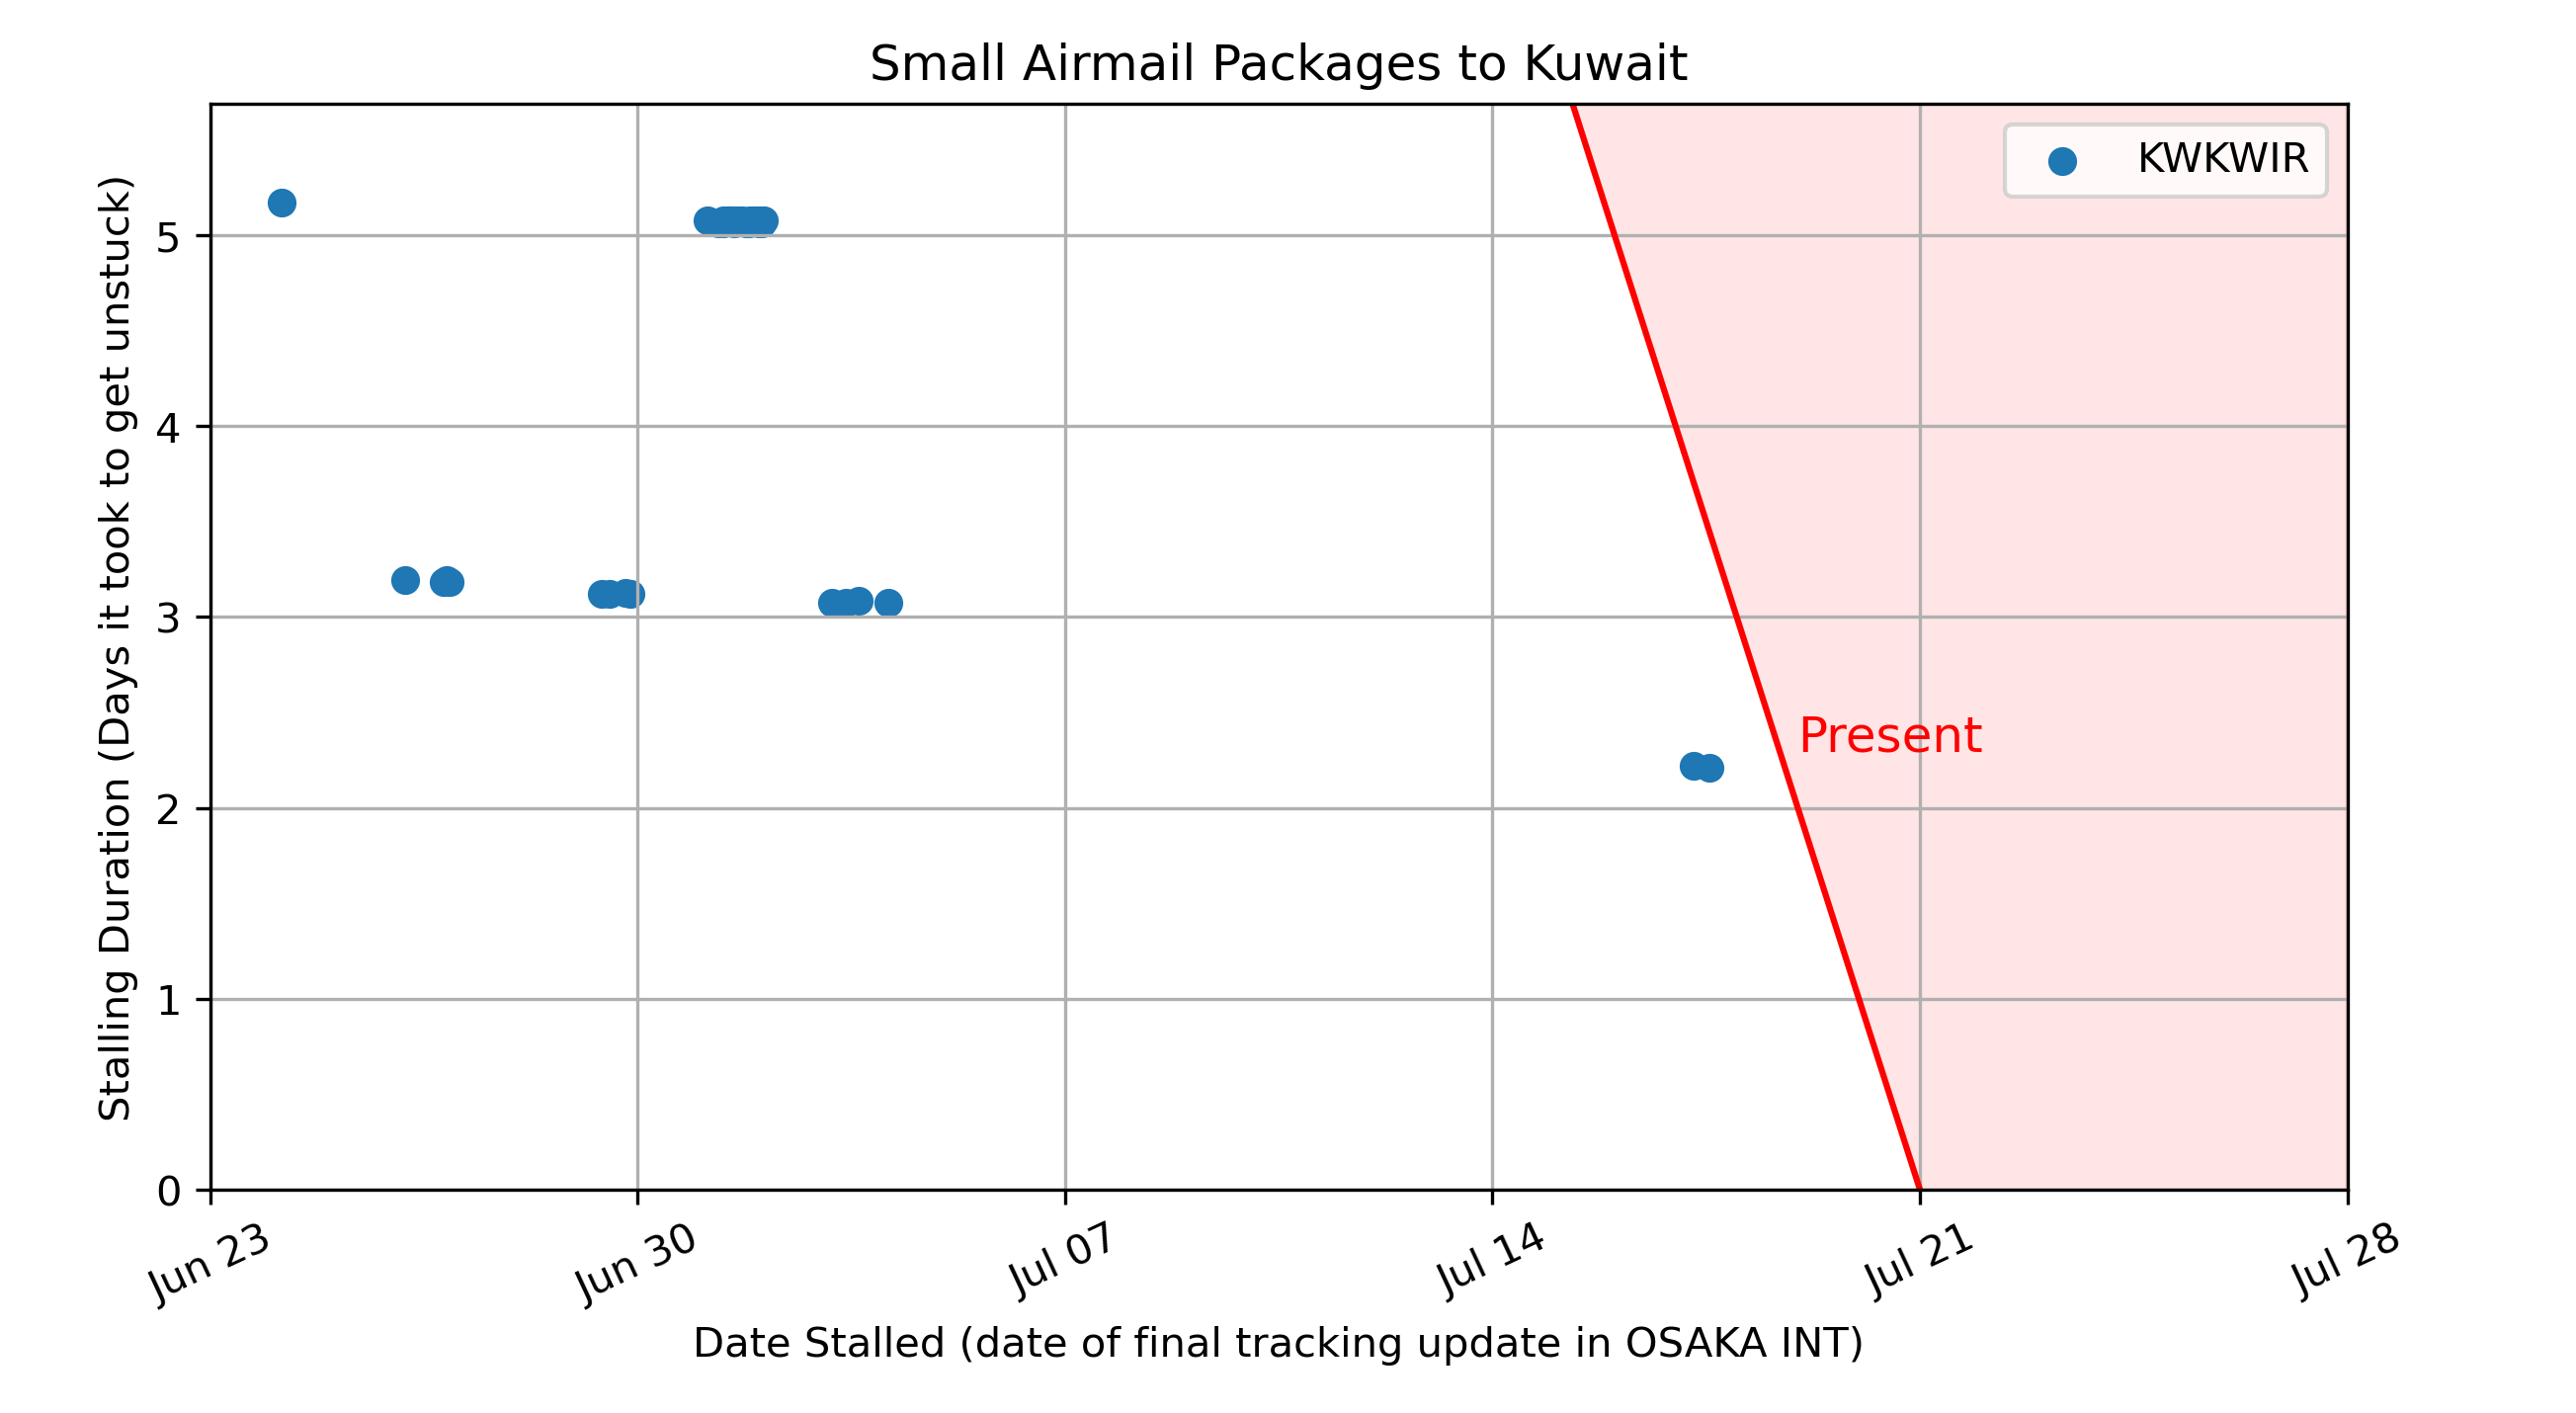 Small Airmail Packages to Kuwait
KWKWIR
Present
Stalling Duration (Days it took to get unstuck)
5
4
3
2
1
0
Jun 23
Jun 30
Jul 07
Jul 14
Jul 21
Jul 28
Date Stalled (date of final tracking update in OSAKA INT)